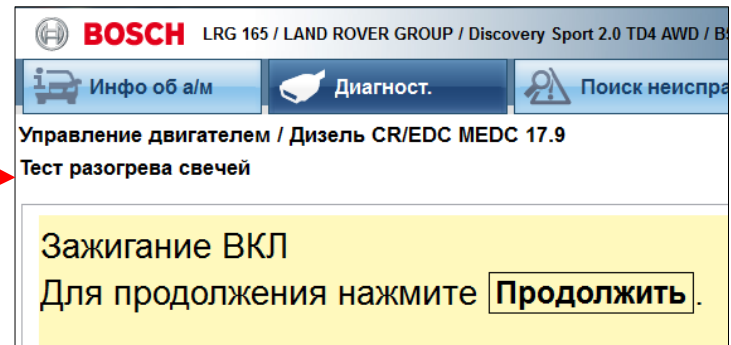 BOSCH LRG 165 / LAND ROVER GROUP / Discovery Sport 2.0 TD4 AWD /
Инфо об а/м Диагност. Поиск
Управление двигателем / Дизель CR/EDC MEDC 17.9
Тест разогрева свечей
Зажигание ВКЛ
Для продолжения нажмите Продолжить.